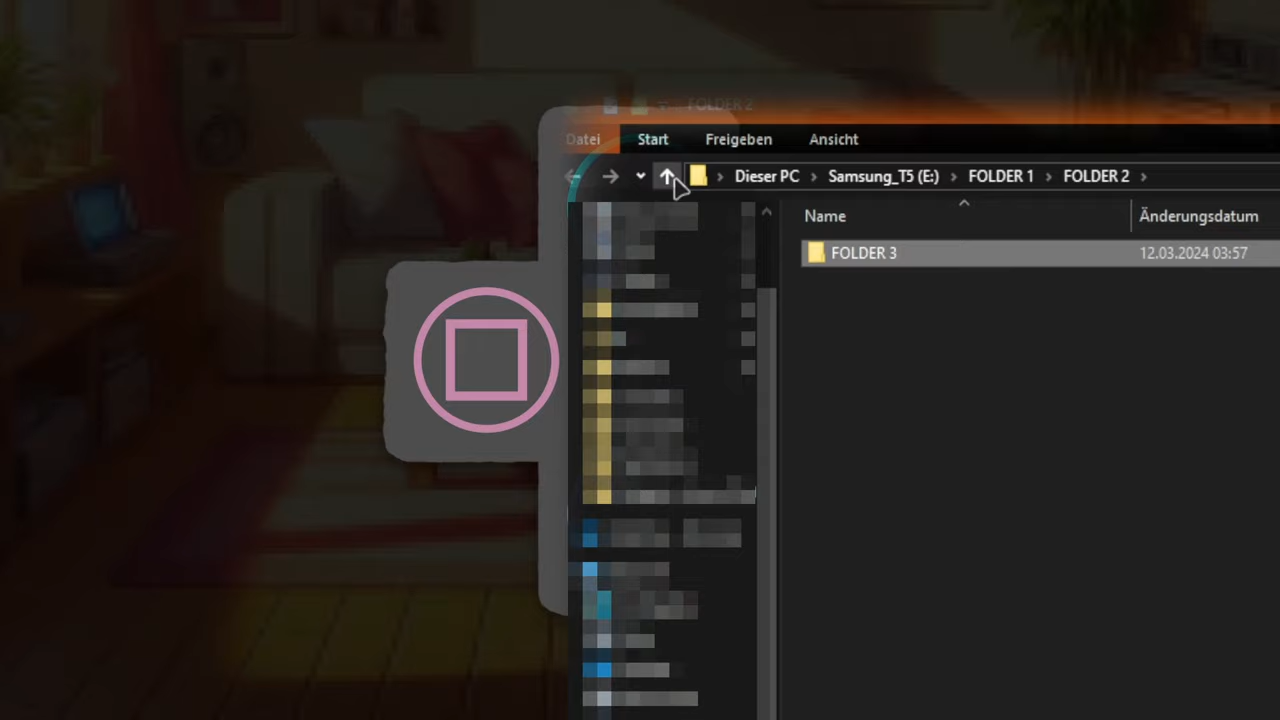 FOLDER 2
Datei Start Freigeben Ansicht
Dieser PC Samsung_T5 (E:) FOLDER 1 FOLDER 2
Name Änderungsdatum
FOLDER 3 12.03.2024 03:57